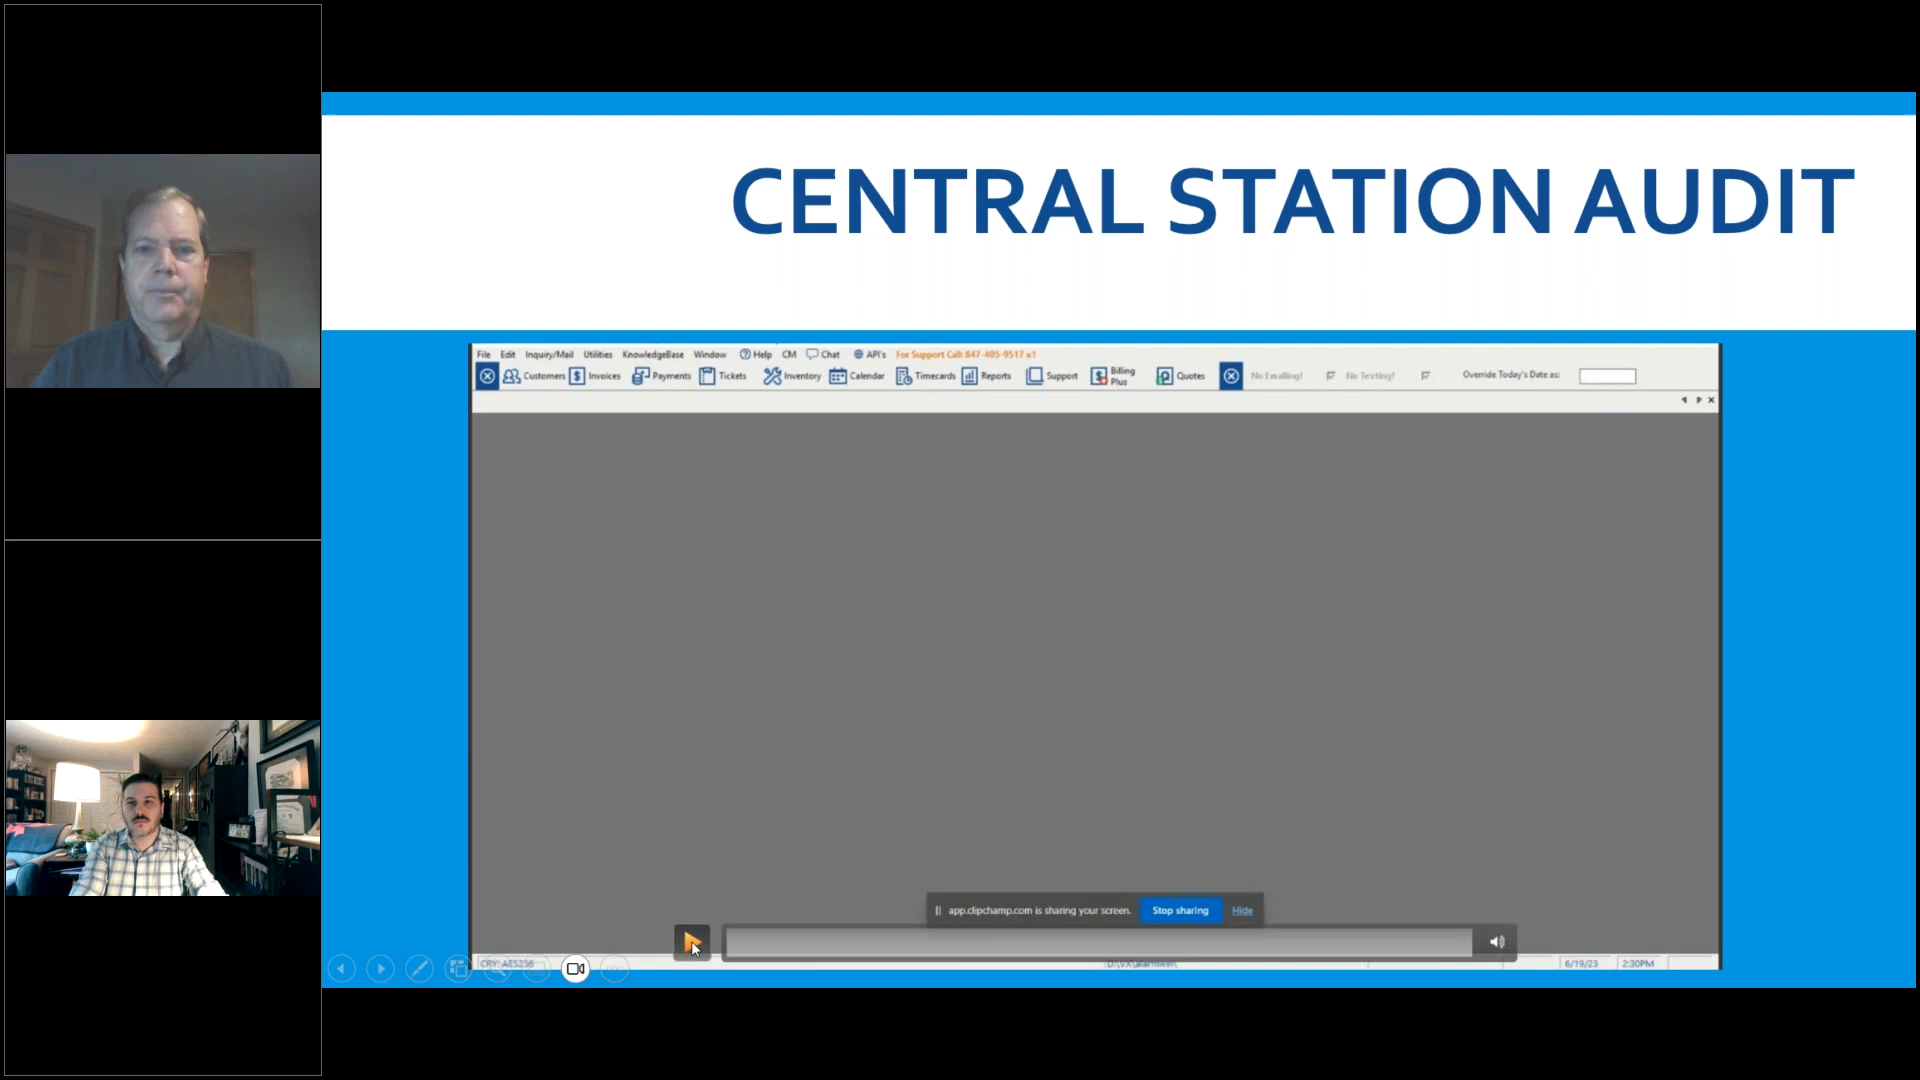 CENTRAL STATION AUDIT
File Edit Inquiry/Mail Utilities KnowledgeBase Window Help CM Chat API's For Support Call: 847-405-9517 x1
Customers Invoices Payments Tickets Inventory Calendar Timecards Reports Support Billing Plus Quotes No Emailing? No Texting? Override Today's Date as:
app.clipchamp.com is sharing your screen. Stop sharing Hide
CRY: AES256 6/19/23 2:30PM